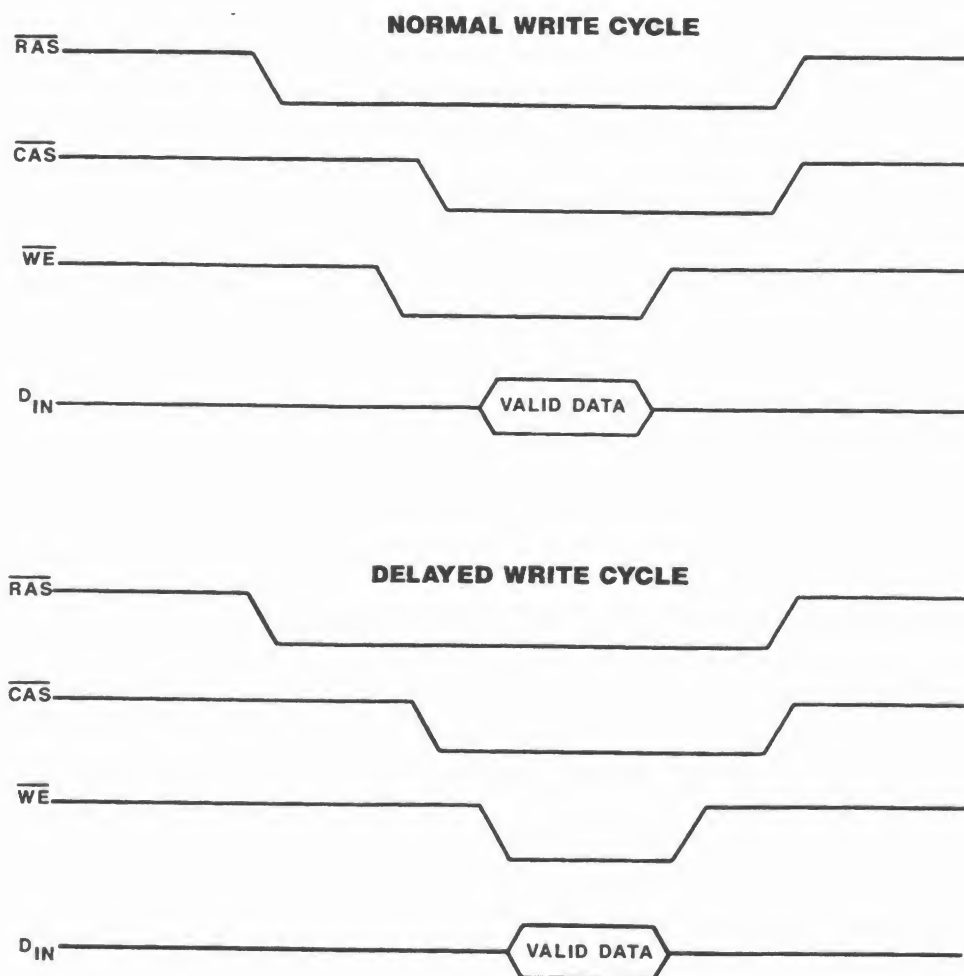 NORMAL WRITE CYCLE
RAS
CAS
WE
DIN
VALID DATA
DELAYED WRITE CYCLE
RAS
CAS
WE
DIN
VALID DATA